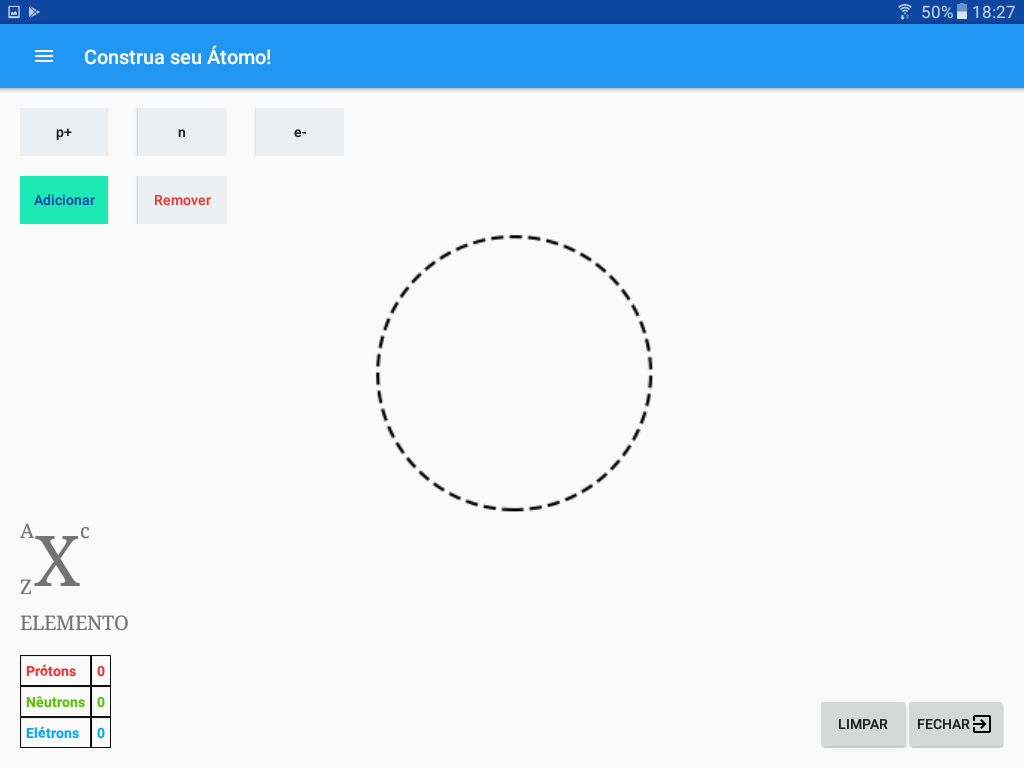 50% 18:27
Construa seu Átomo!
p+ n e-
Adicionar Remover
A X c
Z
ELEMENTO
Prótons 0
Nêutrons 0
Elétrons 0
LIMPAR FECHAR